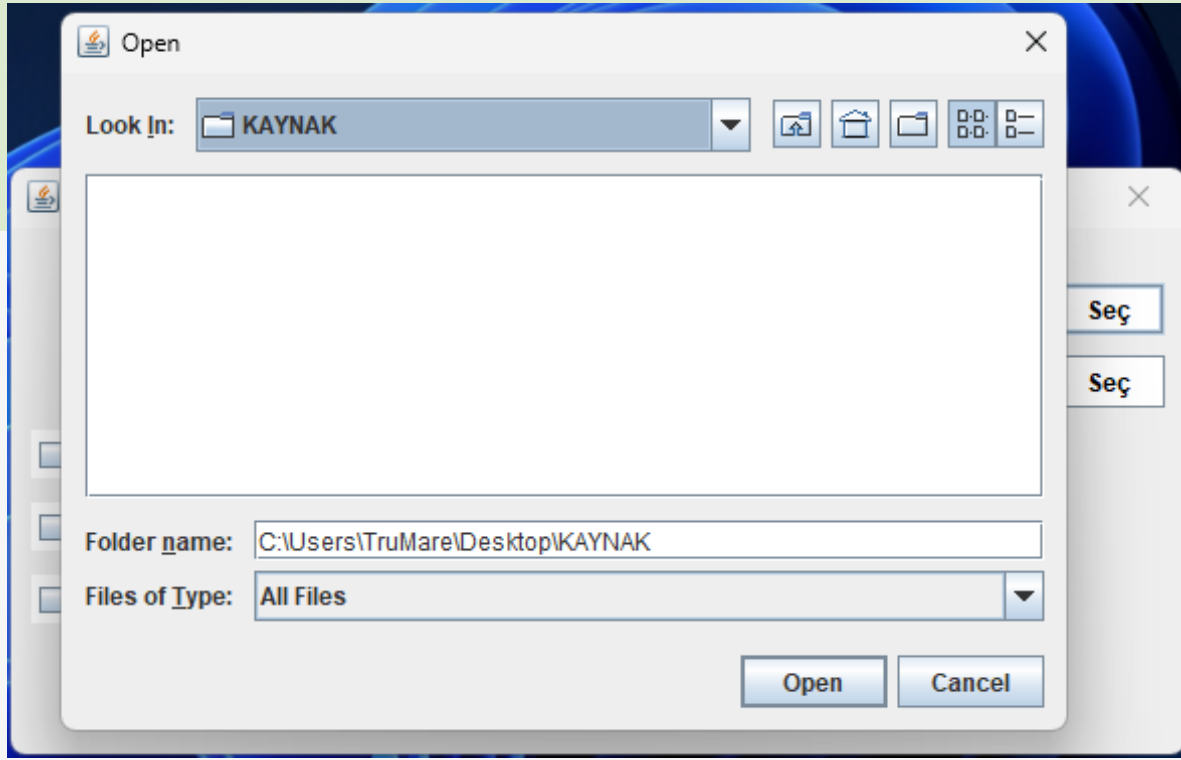 Open
Look In: KAYNAK
Seç
Seç
Folder name: C:\Users\TruMare\Desktop\KAYNAK
Files of Type: All Files
Open Cancel